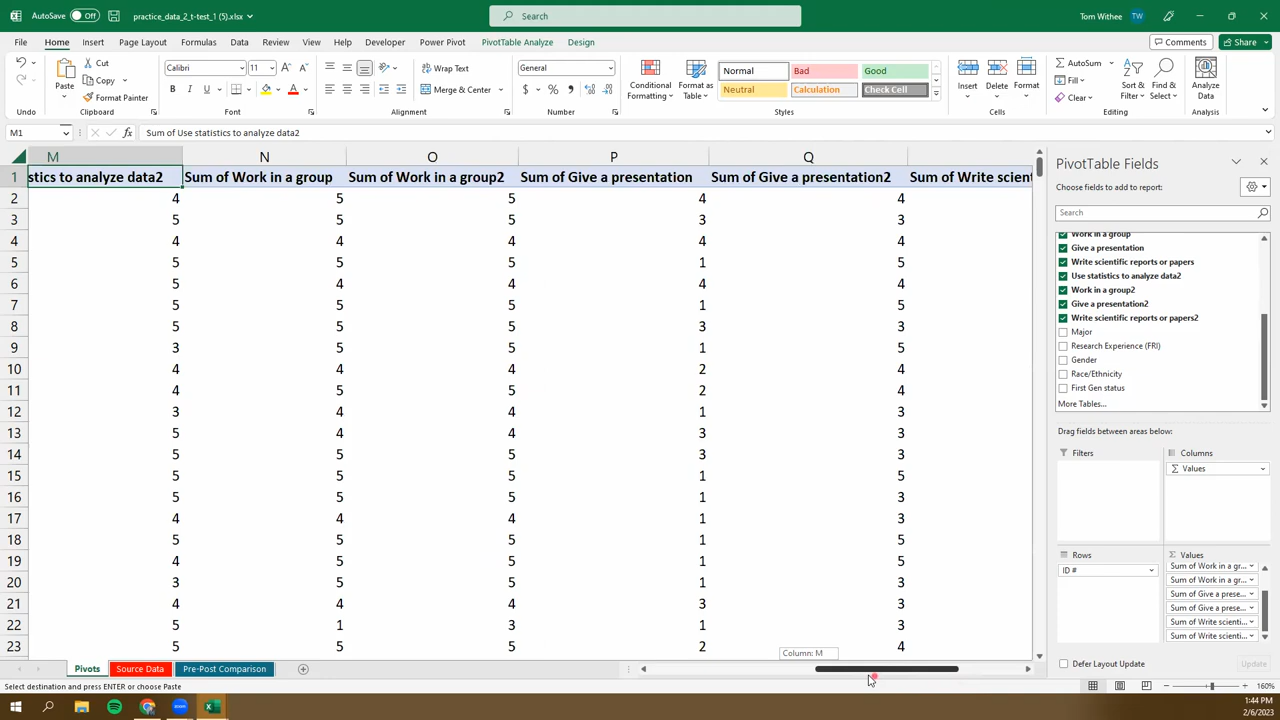 AutoSave Off practice_data_2_t-test_1 (5).xlsx Search Tom Withee TW
File Home Insert Page Layout Formulas Data Review View Help Developer Power Pivot PivotTable Analyze Design Comments Share
Paste Cut Copy Format Painter
Calibri 11 A A B I U A
Wrap Text Merge & Center
General $ % ,
Conditional Formatting Format as Table
Normal Bad Good
Neutral Calculation Check Cell
Insert Delete Format
AutoSum Fill Clear
Sort & Filter Find & Select Analyze Data
Undo Clipboard Font Alignment Number Styles Cells Editing Analysis
M1 fx Sum of Use statistics to analyze data2
M N O P Q
1 stics to analyze data2 Sum of Work in a group Sum of Work in a group2 Sum of Give a presentation Sum of Give a presentation2 Sum of Write scient
2 4 5 5 4 4
3 5 5 5 3 3
4 4 4 4 4 4
5 5 5 5 1 5
6 5 4 4 4 4
7 5 5 5 1 5
8 5 5 5 3 3
9 3 5 5 1 5
10 4 4 4 2 4
11 4 5 5 2 4
12 3 4 4 1 3
13 5 4 4 3 3
14 5 5 5 3 3
15 5 5 5 1 5
16 5 5 5 1 3
17 4 4 4 1 3
18 5 5 5 1 5
19 4 5 5 1 5
20 3 5 5 1 3
21 4 4 4 3 3
22 5 1 3 1 3
23 5 5 5 2 4
Column: M
PivotTable Fields
Choose fields to add to report:
Search
Work in a group
Give a presentation
Write scientific reports or papers
Use statistics to analyze data2
Work in a group2
Give a presentation2
Write scientific reports or papers2
Major
Research Experience (FRI)
Gender
Race/Ethnicity
First Gen status
More Tables...
Drag fields between areas below:
Filters Columns
Σ Values
Rows Σ Values
ID #
Sum of Work in a gr...
Sum of Work in a gr...
Sum of Give a prese...
Sum of Give a prese...
Sum of Write scienti...
Sum of Write scienti...
Defer Layout Update Update
Pivots Source Data Pre-Post Comparison
Select destination and press ENTER or choose Paste 160%
1:44 PM
2/6/2023